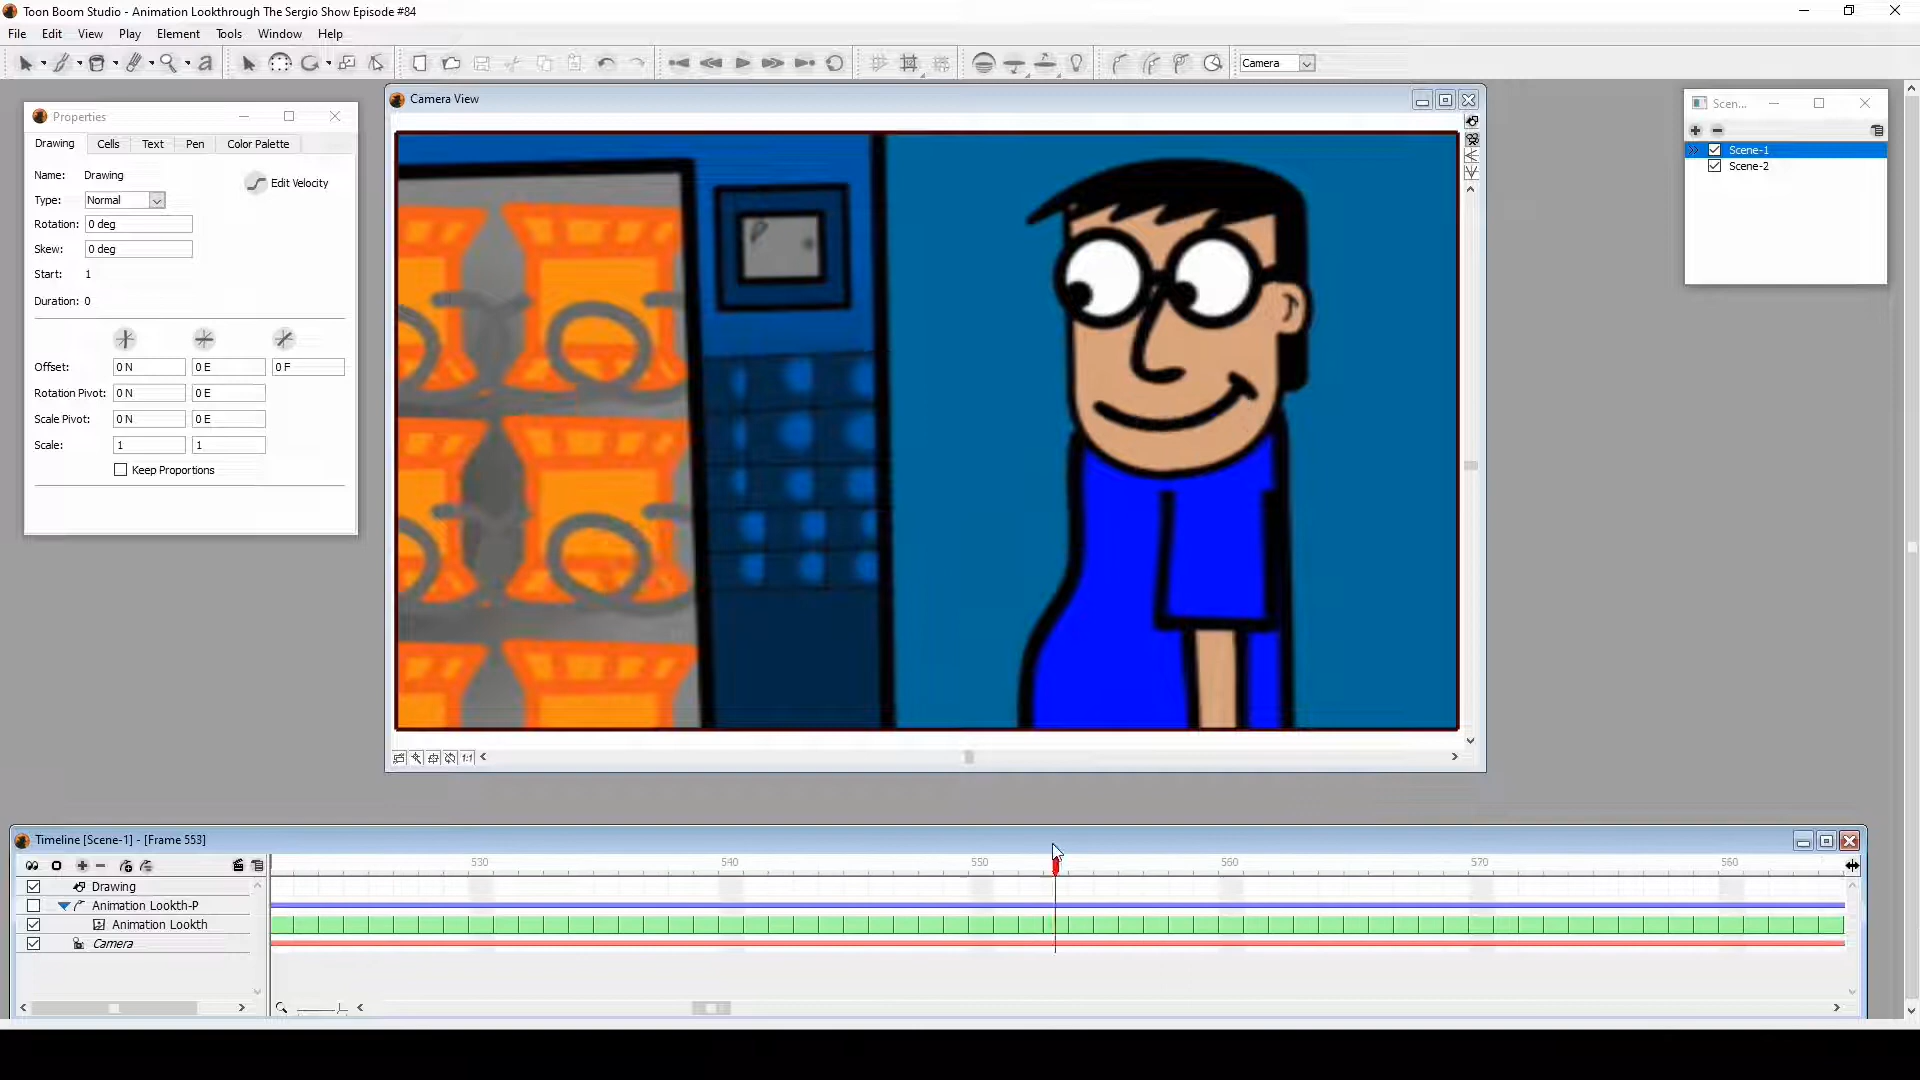 Toon Boom Studio - Animation Lookthrough The Sergio Show Episode #84
File Edit View Play Element Tools Window Help
Camera
Properties
Drawing Cells Text Pen Color Palette
Name: Drawing
Edit Velocity
Type: Normal
Rotation: 0 deg
Skew: 0 deg
Start: 1
Duration: 0
Offset: 0 N 0 E 0 F
Rotation Pivot: 0 N 0 E
Scale Pivot: 0 N 0 E
Scale: 1 1
Keep Proportions
Camera View
1:1
Scen...
Scene-1
Scene-2
Timeline [Scene-1] - [Frame 553]
530 540 550 560 570 560
Drawing
Animation Lookth-P
Animation Lookth
Camera